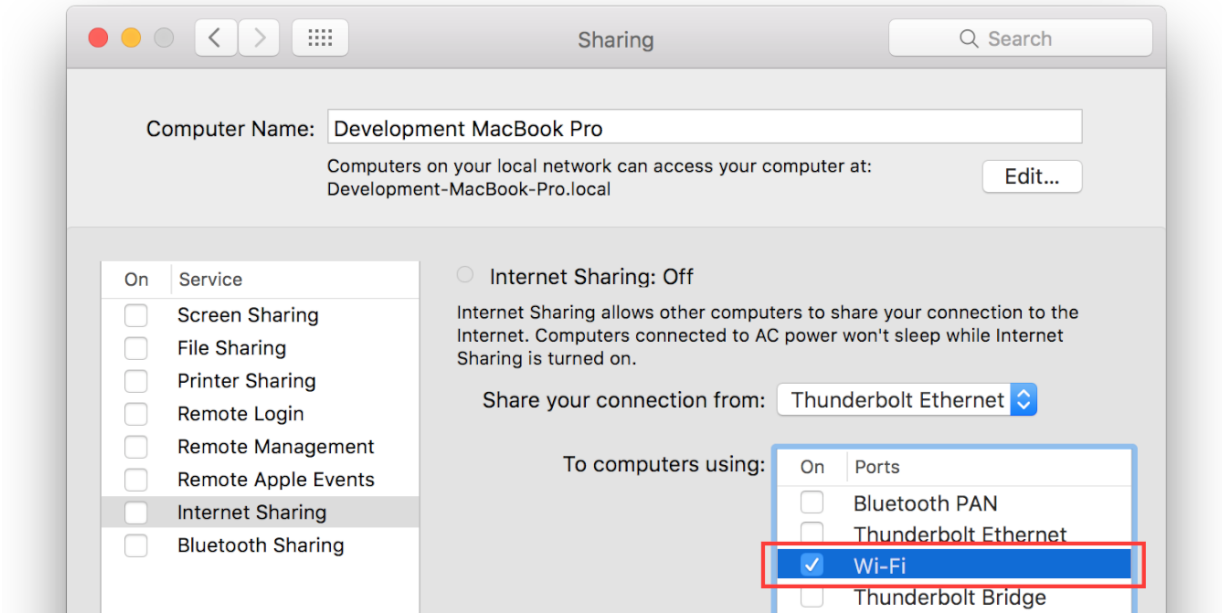 Sharing
Search
Computer Name: Development MacBook Pro
Computers on your local network can access your computer at:
Development-MacBook-Pro.local
Edit...
On Service
Screen Sharing
File Sharing
Printer Sharing
Remote Login
Remote Management
Remote Apple Events
Internet Sharing
Bluetooth Sharing
Internet Sharing: Off
Internet Sharing allows other computers to share your connection to the
Internet. Computers connected to AC power won't sleep while Internet
Sharing is turned on.
Share your connection from: Thunderbolt Ethernet
To computers using:
On Ports
Bluetooth PAN
Thunderbolt Ethernet
Wi-Fi
Thunderbolt Bridge